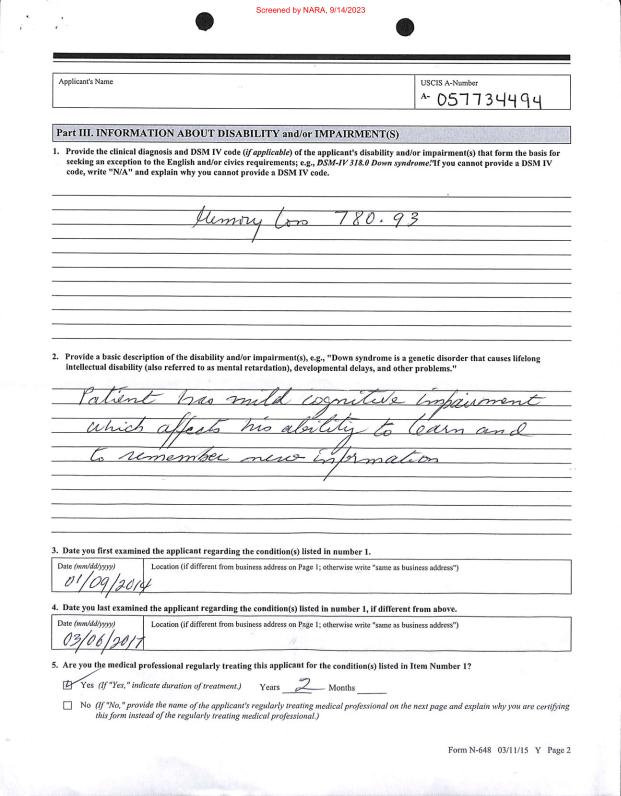 Screened by NARA, 9/14/2023
Applicant's Name
USCIS A-Number
A- 057734494
Part III. INFORMATION ABOUT DISABILITY and/or IMPAIRMENT(S)
1. Provide the clinical diagnosis and DSM IV code (if applicable) of the applicant's disability and/or impairment(s) that form the basis for
seeking an exception to the English and/or civics requirements; e.g., DSM-IV 318.0 Down syndrome." If you cannot provide a DSM IV
code, write "N/A" and explain why you cannot provide a DSM IV code.
Memory Loss 780.93
2. Provide a basic description of the disability and/or impairment(s), e.g., "Down syndrome is a genetic disorder that causes lifelong
intellectual disability (also referred to as mental retardation), developmental delays, and other problems."
Patient has mild cognitive impairment
which affects his ability to learn and
to remember new information
3. Date you first examined the applicant regarding the condition(s) listed in number 1.
Date (mm/dd/yyyy)
Location (if different from business address on Page 1; otherwise write "same as business address")
01/09/2014
4. Date you last examined the applicant regarding the condition(s) listed in number 1, if different from above.
Date (mm/dd/yyyy)
Location (if different from business address on Page 1; otherwise write "same as business address")
03/06/2017
5. Are you the medical professional regularly treating this applicant for the condition(s) listed in Item Number 1?
Yes (If "Yes," indicate duration of treatment.) Years 2 Months
No (If "No," provide the name of the applicant's regularly treating medical professional on the next page and explain why you are certifying
this form instead of the regularly treating medical professional.)
Form N-648 03/11/15 Y Page 2